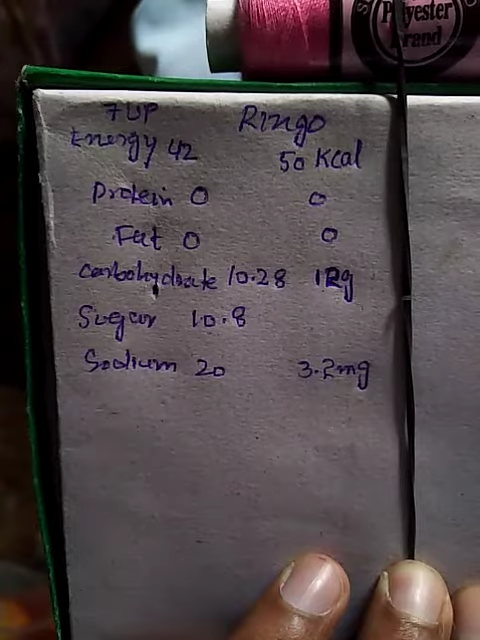 Polyester
Brand
7UP Ringo
Energy 42 50 Kcal
Protein 0 0
Fat 0 0
Carbohydrate 10.28 12g
Sugar 10.8
Sodium 20 3.2mg